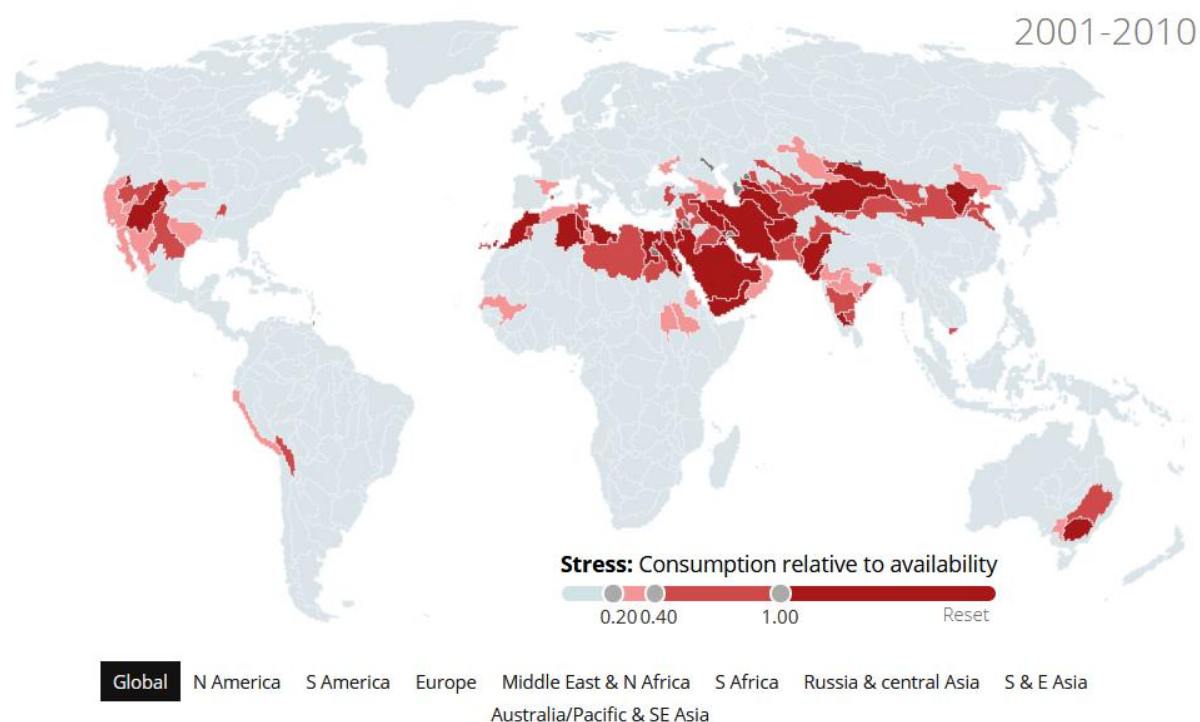 2001-2010
Stress: Consumption relative to availability
0.20 0.40 1.00 Reset
Global N America S America Europe Middle East & N Africa S Africa Russia & central Asia S & E Asia
Australia/Pacific & SE Asia